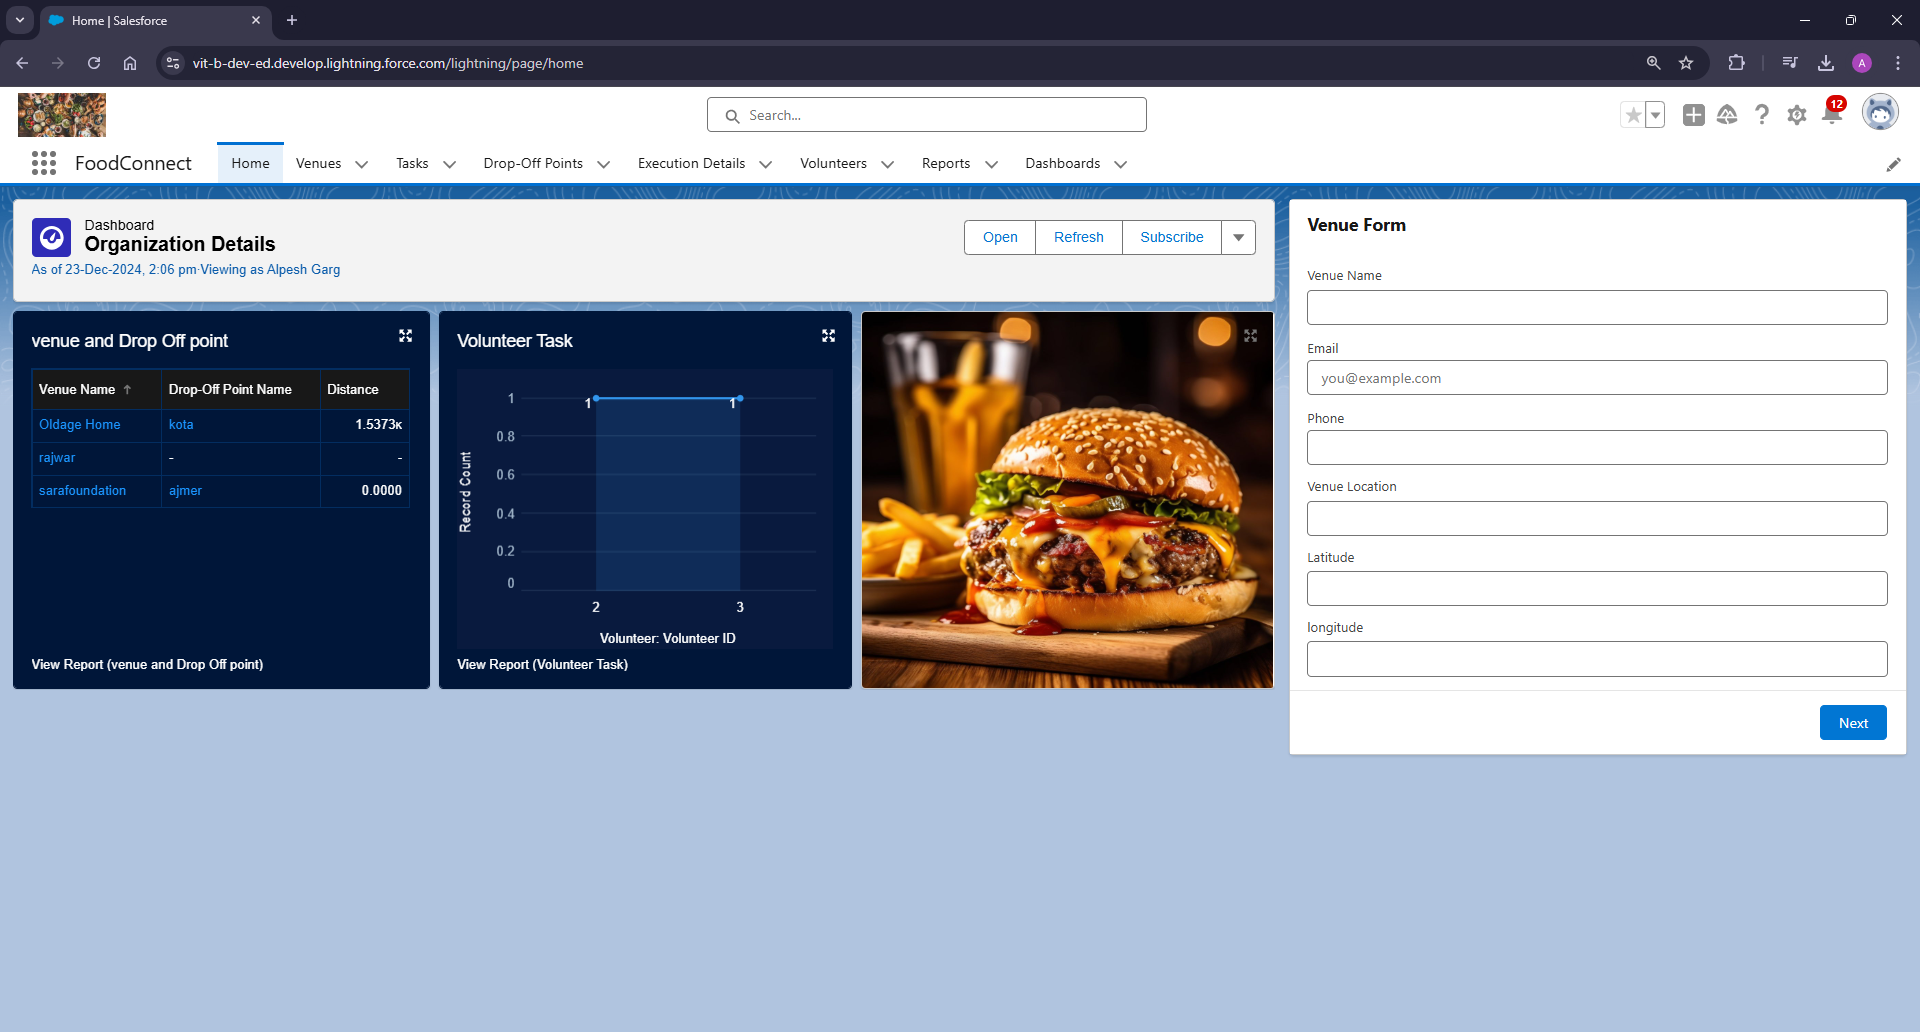 Home | Salesforce
vit-b-dev-ed.develop.lightning.force.com/lightning/page/home
A
Search...
12
FoodConnect
Home
Venues
Tasks
Drop-Off Points
Execution Details
Volunteers
Reports
Dashboards
Dashboard
Organization Details
As of 23-Dec-2024, 2:06 pm·Viewing as Alpesh Garg
Open
Refresh
Subscribe
venue and Drop Off point
Venue Name ↑ Drop-Off Point Name Distance
Oldage Home kota 1.5373K
rajwar - -
sarafoundation ajmer 0.0000
View Report (venue and Drop Off point)
Volunteer Task
Record Count
1
0.8
0.6
0.4
0.2
0
1
1
2
3
Volunteer: Volunteer ID
View Report (Volunteer Task)
Venue Form
Venue Name
Email
you@example.com
Phone
Venue Location
Latitude
longitude
Next